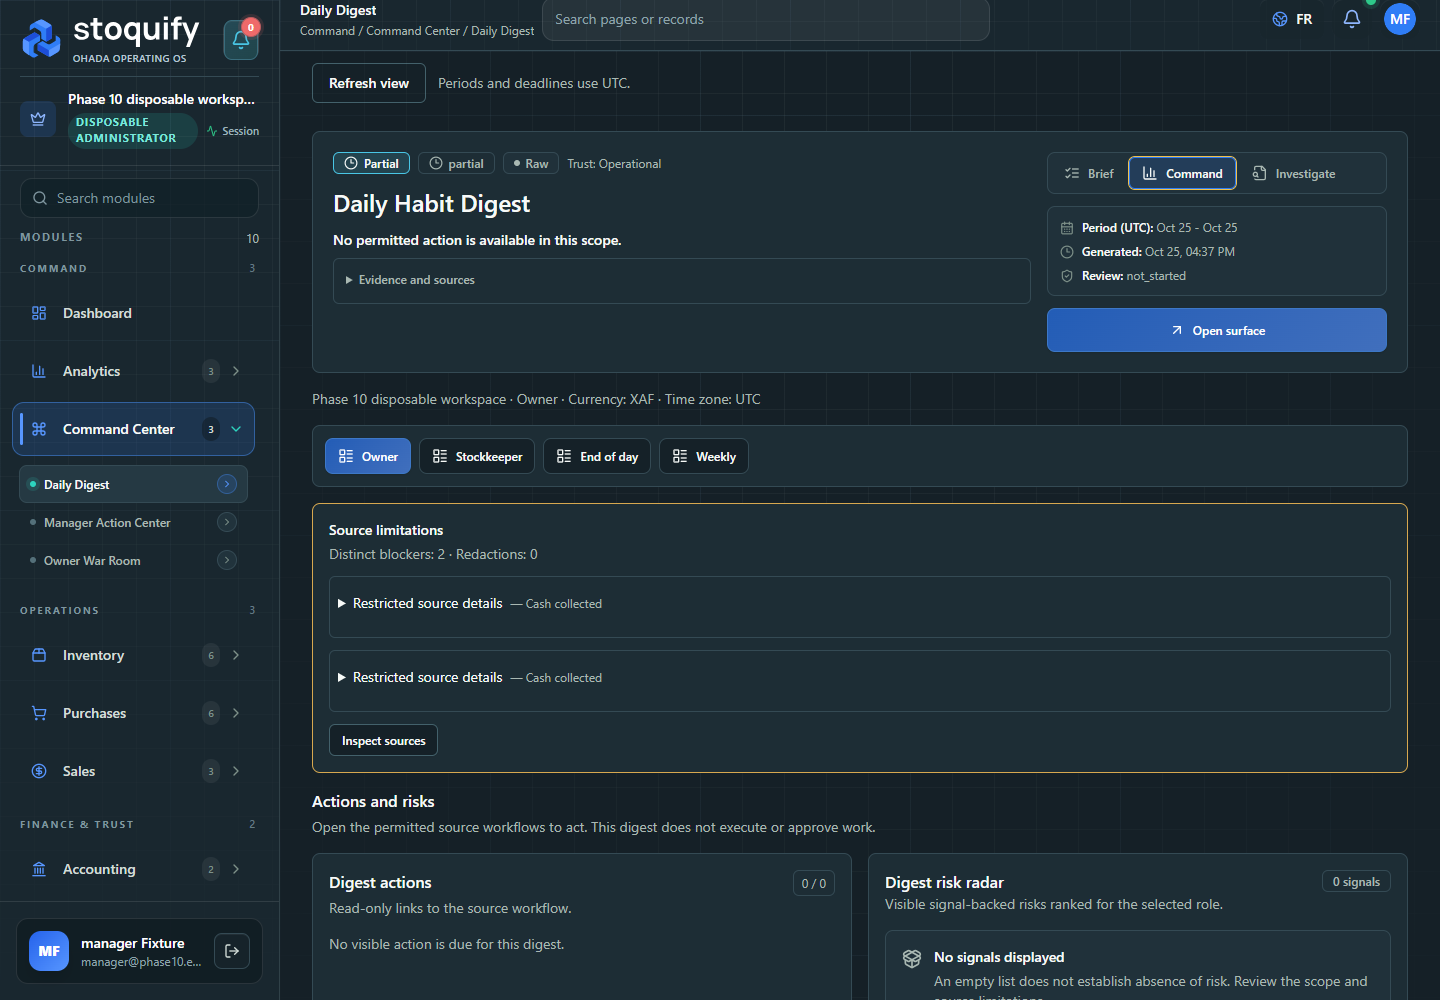 stoquify
OHADA OPERATING OS
0
Phase 10 disposable worksp...
DISPOSABLE
ADMINISTRATOR
Session
Search modules
MODULES 10
COMMAND 3
Dashboard
Analytics 3
Command Center 3
Daily Digest
Manager Action Center
Owner War Room
OPERATIONS 3
Inventory 6
Purchases 6
Sales 3
FINANCE & TRUST 2
Accounting 2
MF
manager Fixture
manager@phase10.e...
Daily Digest
Command / Command Center / Daily Digest
Search pages or records
FR
MF
Refresh view
Periods and deadlines use UTC.
Partial
partial
Raw
Trust: Operational
Daily Habit Digest
No permitted action is available in this scope.
Evidence and sources
Brief
Command
Investigate
Period (UTC): Oct 25 - Oct 25
Generated: Oct 25, 04:37 PM
Review: not_started
Open surface
Phase 10 disposable workspace · Owner · Currency: XAF · Time zone: UTC
Owner
Stockkeeper
End of day
Weekly
Source limitations
Distinct blockers: 2 · Redactions: 0
Restricted source details — Cash collected
Restricted source details — Cash collected
Inspect sources
Actions and risks
Open the permitted source workflows to act. This digest does not execute or approve work.
Digest actions
0 / 0
Read-only links to the source workflow.
No visible action is due for this digest.
Digest risk radar
0 signals
Visible signal-backed risks ranked for the selected role.
No signals displayed
An empty list does not establish absence of risk. Review the scope and
source limitations.